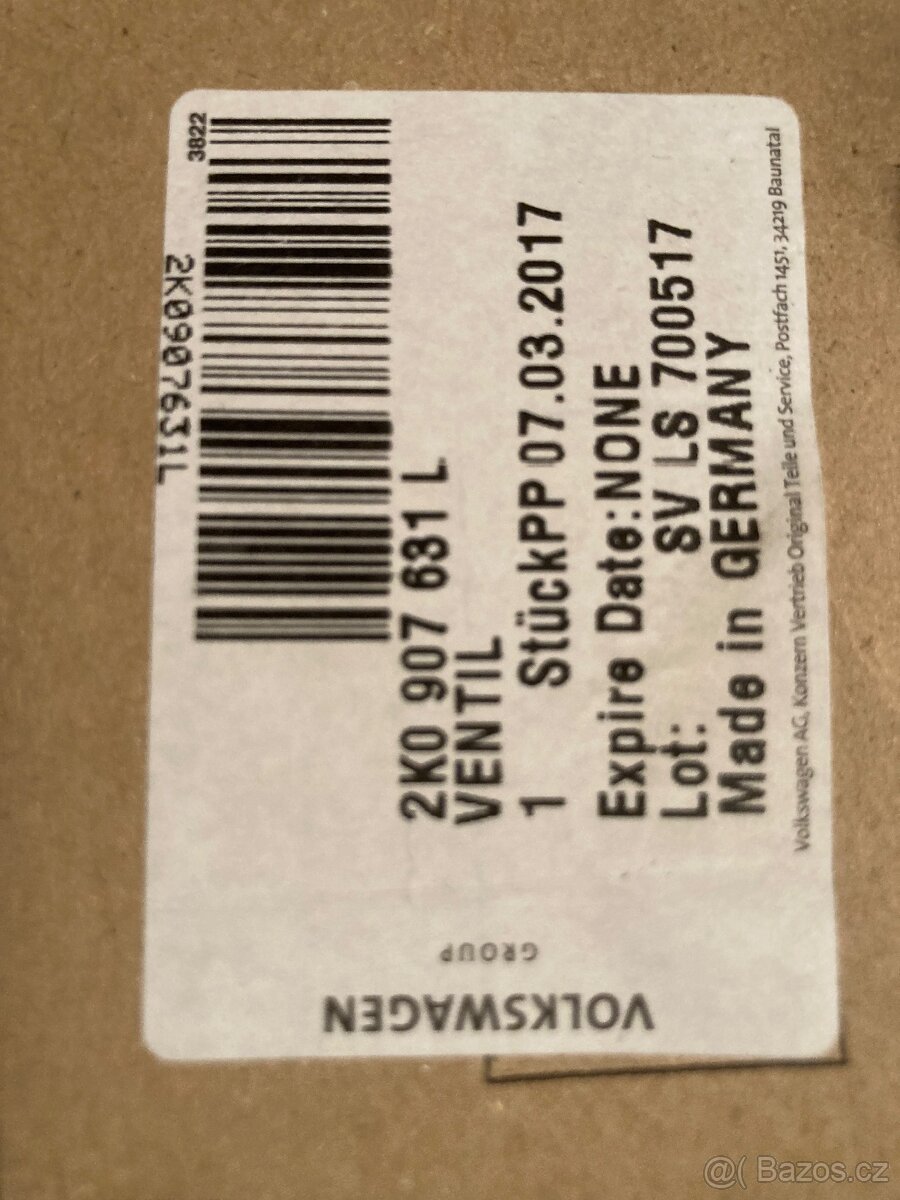 3822
2K0907631L
2K0 907 631 L
VENTIL
1 StückPP 07.03.2017
Expire Date:NONE
Lot: SV LS 700517
Made in GERMANY
Volkswagen AG, Konzern Vertrieb Original Teile und Service, Postfach 1451, 34219 Baunatal
VOLKSWAGEN
GROUP
@( Bazos.cz